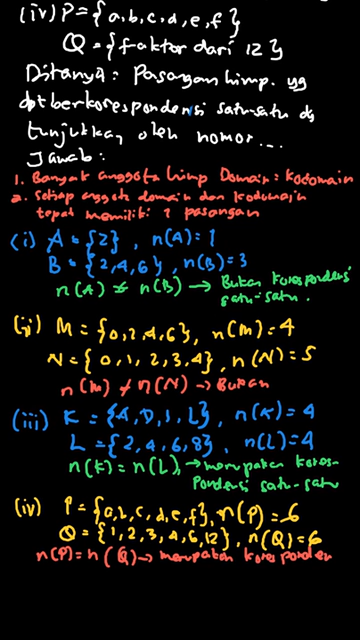 (iv) P = {a,b,c,d,e,f}
Q = {faktor dari 12}
Ditanya: Pasangan himp. yg
dpt berkorespondensi satu-satu dg
tunjukkan oleh nomor...
Jawab:
1. Banyak anggota himp Domain = kodomain
2. Setiap anggota domain dan kodomain
tepat memiliki 1 pasangan
(i) A = {2}, n(A) = 1
B = {2,4,6}, n(B) = 3
n(A) ≠ n(B) → Bukan korespondensi
satu-satu.
(ii) M = {0,2,4,6}, n(M) = 4
N = {0,1,2,3,4}, n(N) = 5
n(M) ≠ n(N) → Bukan
(iii) K = {A,D,I,L}, n(K) = 4
L = {2,4,6,8}, n(L) = 4
n(K) = n(L), → merupakan kores-
pondensi satu-satu
(iv) P = {a,b,c,d,e,f}, n(P) = 6
Q = {1,2,3,4,6,12}, n(Q) = 6
n(P) = n(Q) → merupakan koresponden